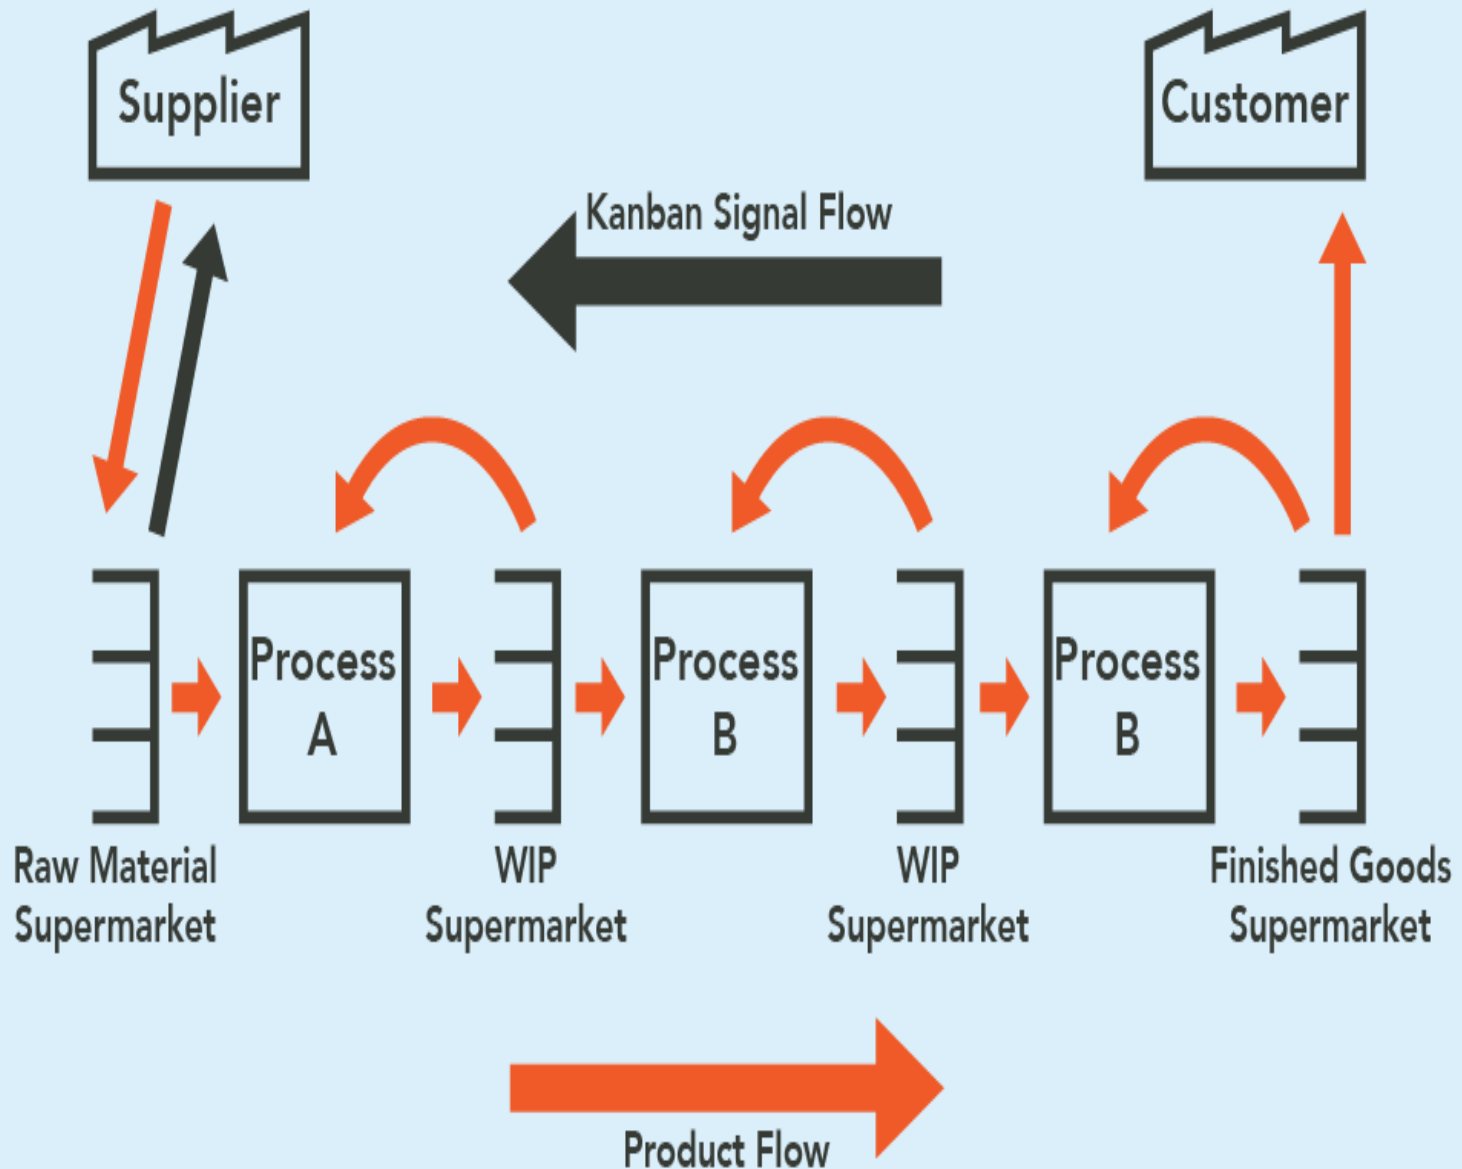 Supplier
Customer
Kanban Signal Flow
Process
A
Process
B
Process
B
Raw Material
Supermarket
WIP
Supermarket
WIP
Supermarket
Finished Goods
Supermarket
Product Flow